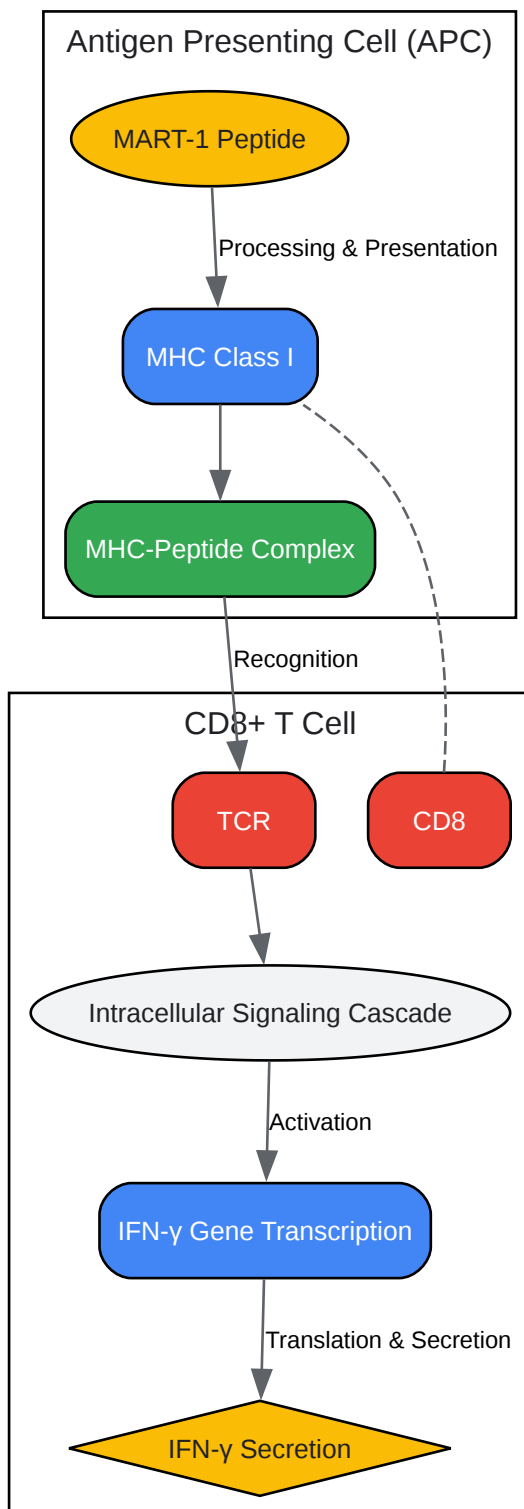 Antigen Presenting Cell (APC)
MART-1 Peptide
Processing & Presentation
MHC Class I
MHC-Peptide Complex
Recognition
CD8+ T Cell
TCR
CD8
Intracellular Signaling Cascade
Activation
IFN-γ Gene Transcription
Translation & Secretion
IFN-γ Secretion